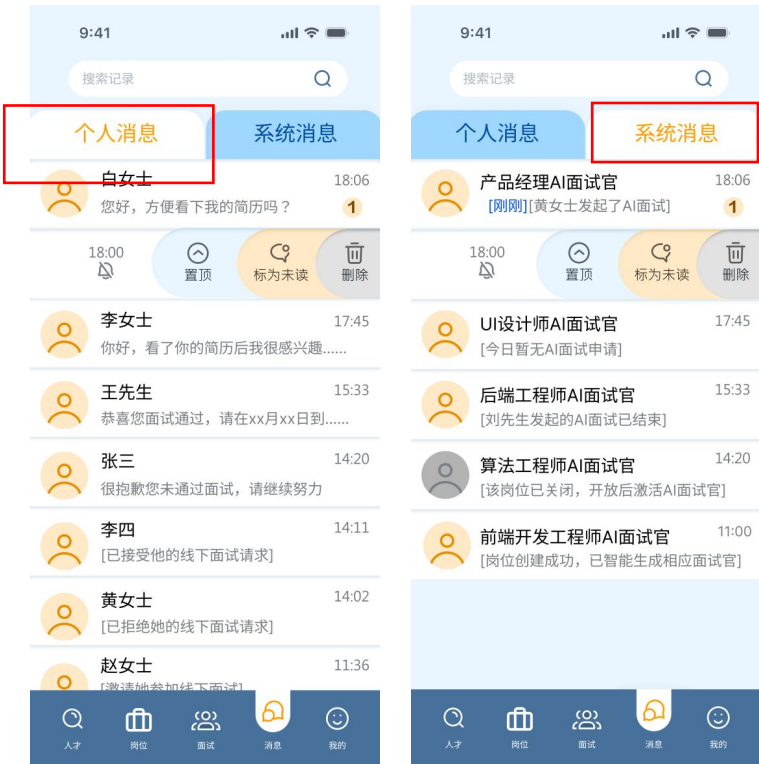 9:41
搜索记录
个人消息 系统消息
白女士 18:06
您好，方便看下我的简历吗？ 1
18:00 置顶 标为未读 删除
李女士 17:45
你好，看了你的简历后我很感兴趣......
王先生 15:33
恭喜您面试通过，请在xx月xx日到......
张三 14:20
很抱歉您未通过面试，请继续努力
李四 14:11
[已接受他的线下面试请求]
黄女士 14:02
[已拒绝她的线下面试请求]
赵女士 11:36
[邀请她参加线下面试]
人才 岗位 面试 消息 我的
9:41
搜索记录
个人消息 系统消息
产品经理AI面试官 18:06
[刚刚][黄女士发起了AI面试] 1
18:00 置顶 标为未读 删除
UI设计师AI面试官 17:45
[今日暂无AI面试申请]
后端工程师AI面试官 15:33
[刘先生发起的AI面试已结束]
算法工程师AI面试官 14:20
[该岗位已关闭，开放后激活AI面试官]
前端开发工程师AI面试官 11:00
[岗位创建成功，已智能生成相应面试官]
人才 岗位 面试 消息 我的